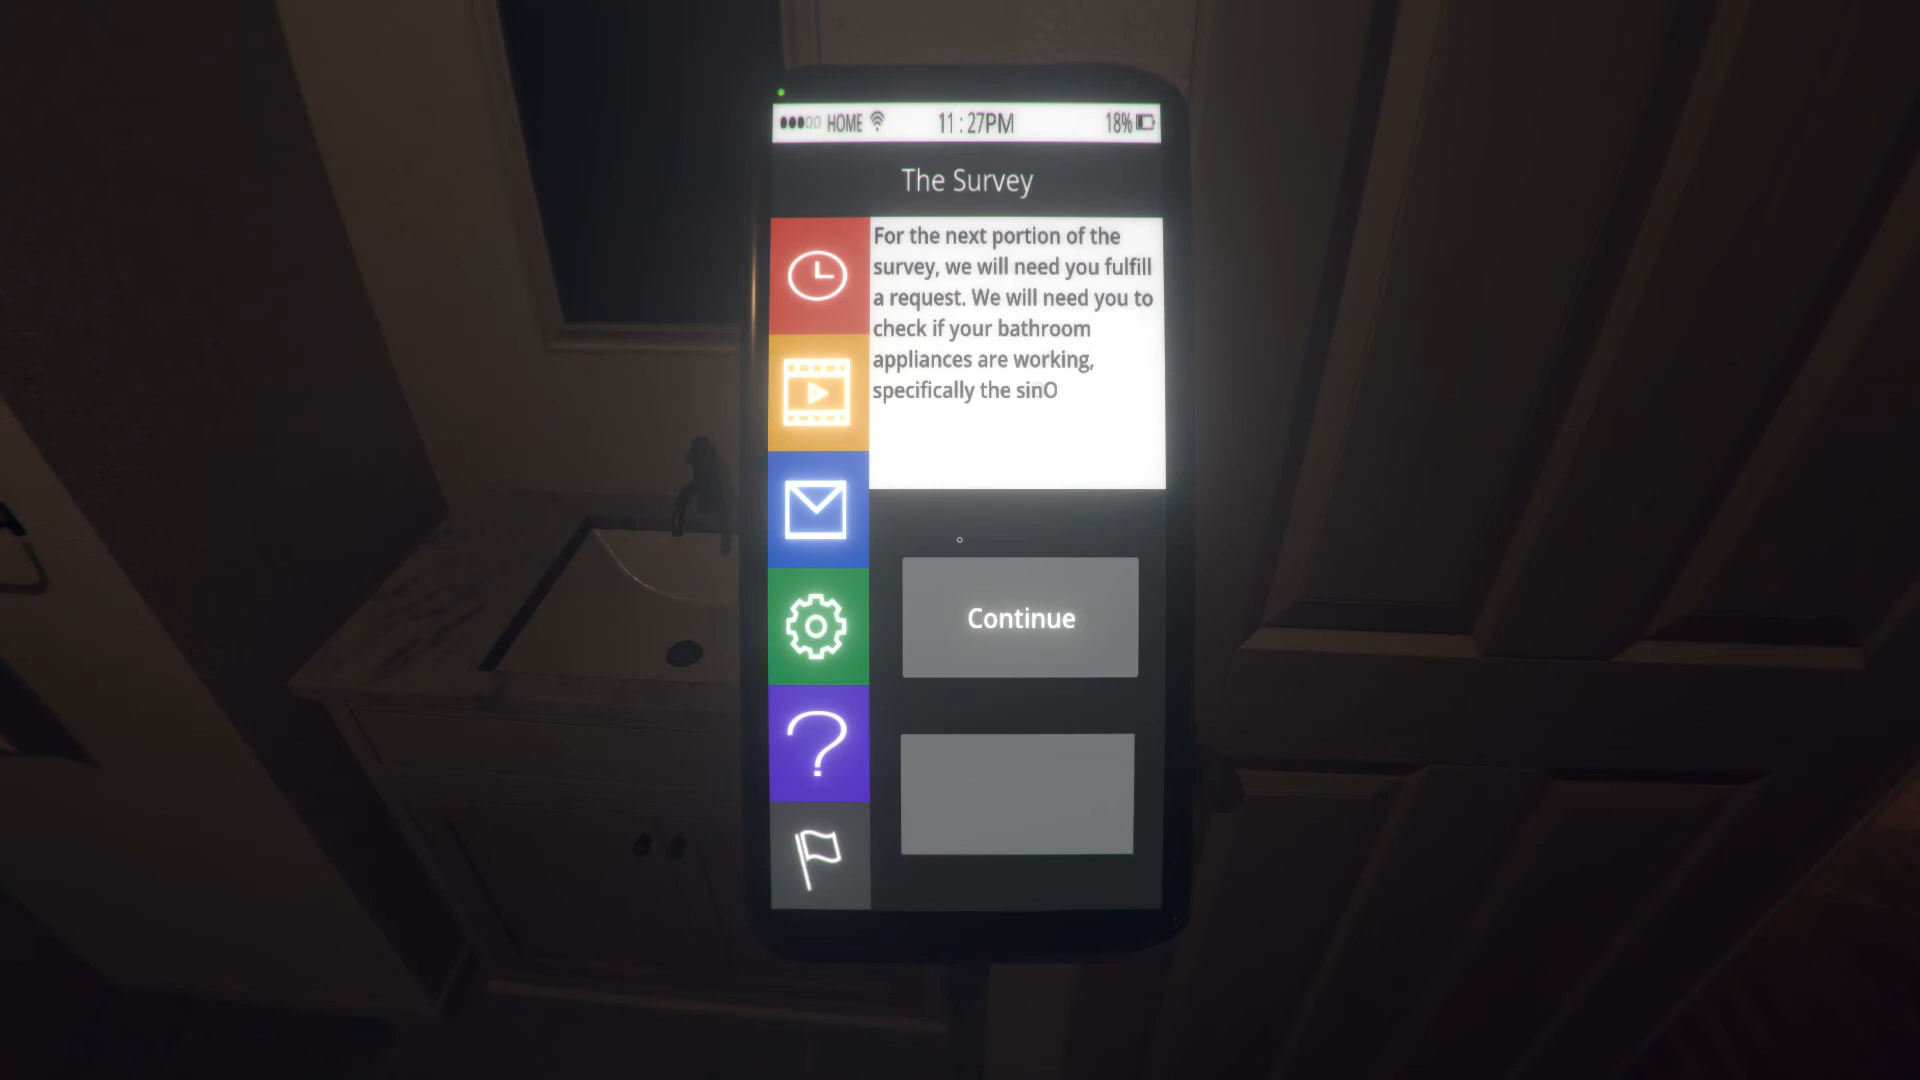 HOME 11:27PM 18%
The Survey
For the next portion of the
survey, we will need you fulfill
a request. We will need you to
check if your bathroom
appliances are working,
specifically the sinO
Continue